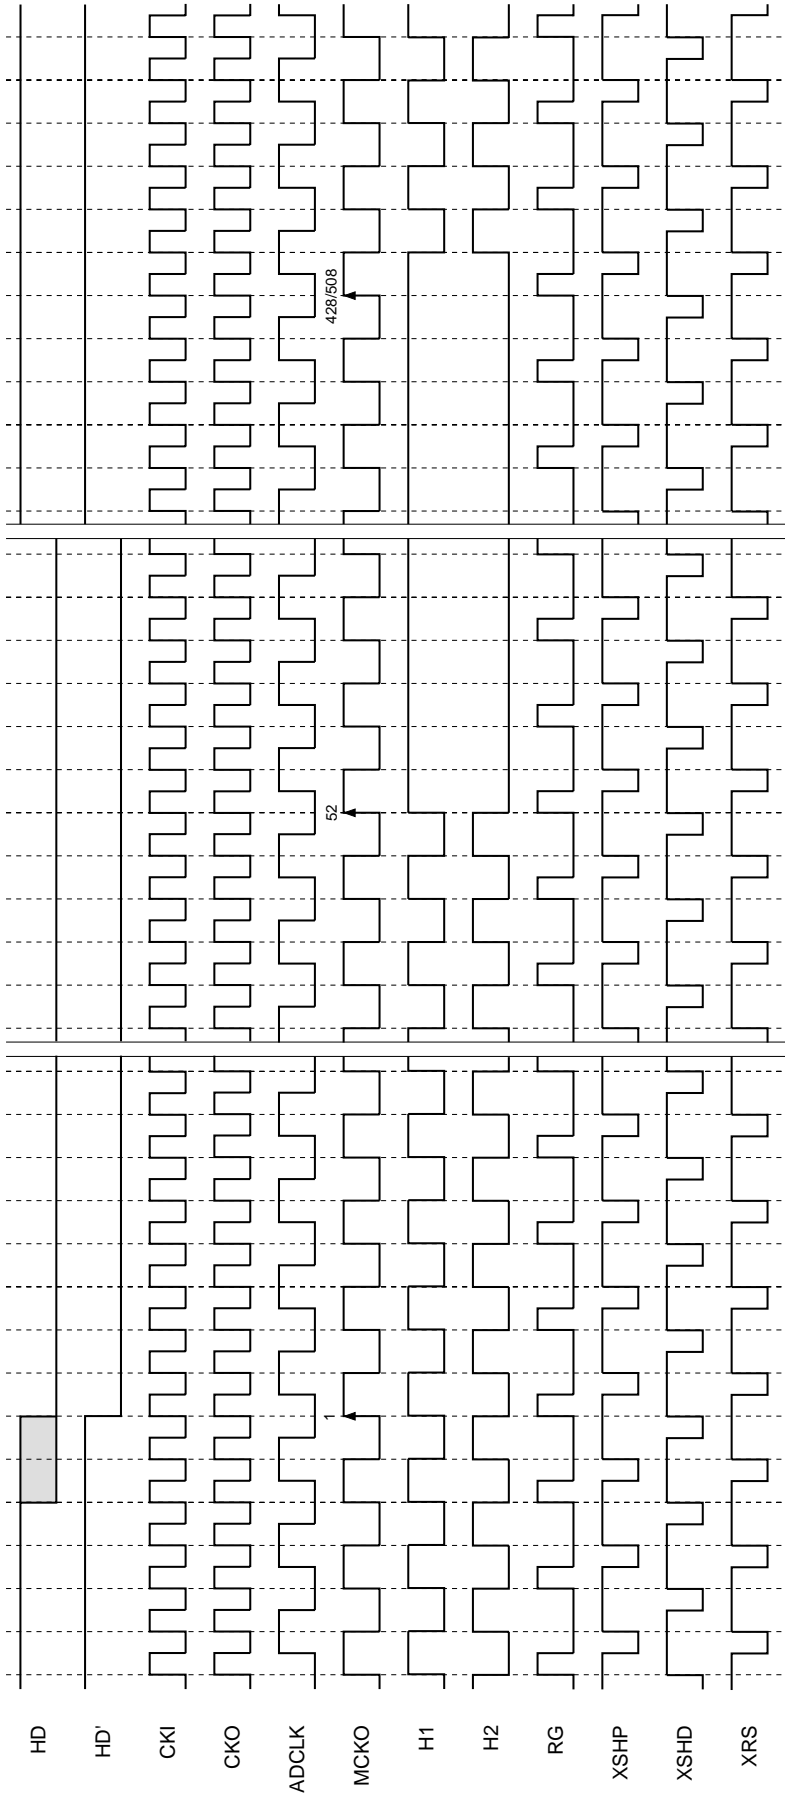 HD
HD'
CKI
CKO
ADCLK
MCKO
1
52
428/508
H1
H2
RG
XSHP
XSHD
XRS